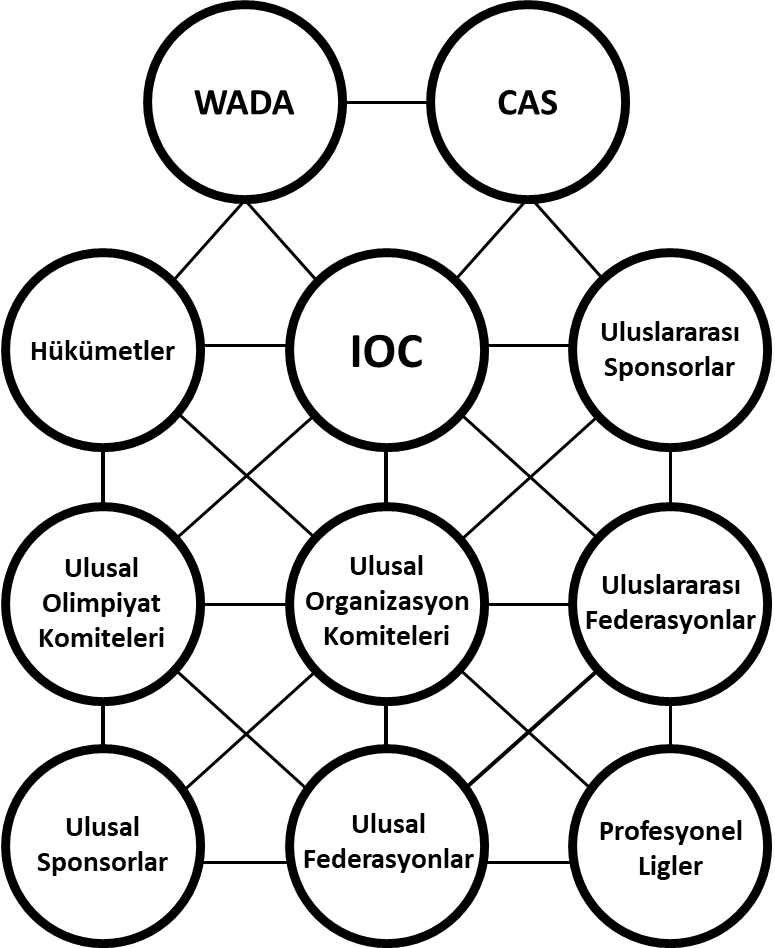 WADA
CAS
Hükümetler
IOC
Uluslararası
Sponsorlar
Ulusal
Olimpiyat
Komiteleri
Ulusal
Organizasyon
Komiteleri
Uluslararası
Federasyonlar
Ulusal
Sponsorlar
Ulusal
Federasyonlar
Profesyonel
Ligler